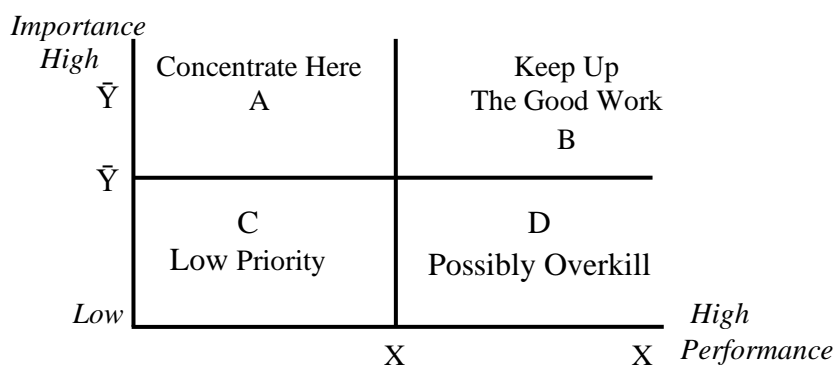 Importance
High
Concentrate Here
A
Keep Up
The Good Work
B
Ȳ
Ȳ
C
Low Priority
D
Possibly Overkill
Low
High
Performance
X
X